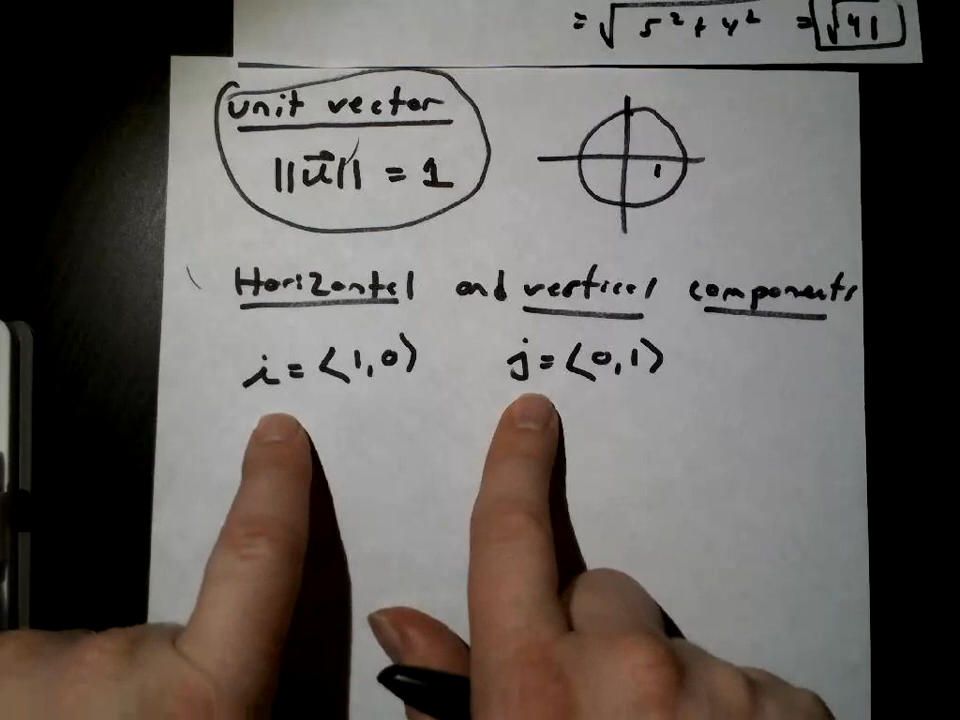 = √5² + 4² = √41
unit vector
||u⃗|| = 1
1
Horizontal and vertical components
i = ⟨1,0⟩ j = ⟨0,1⟩